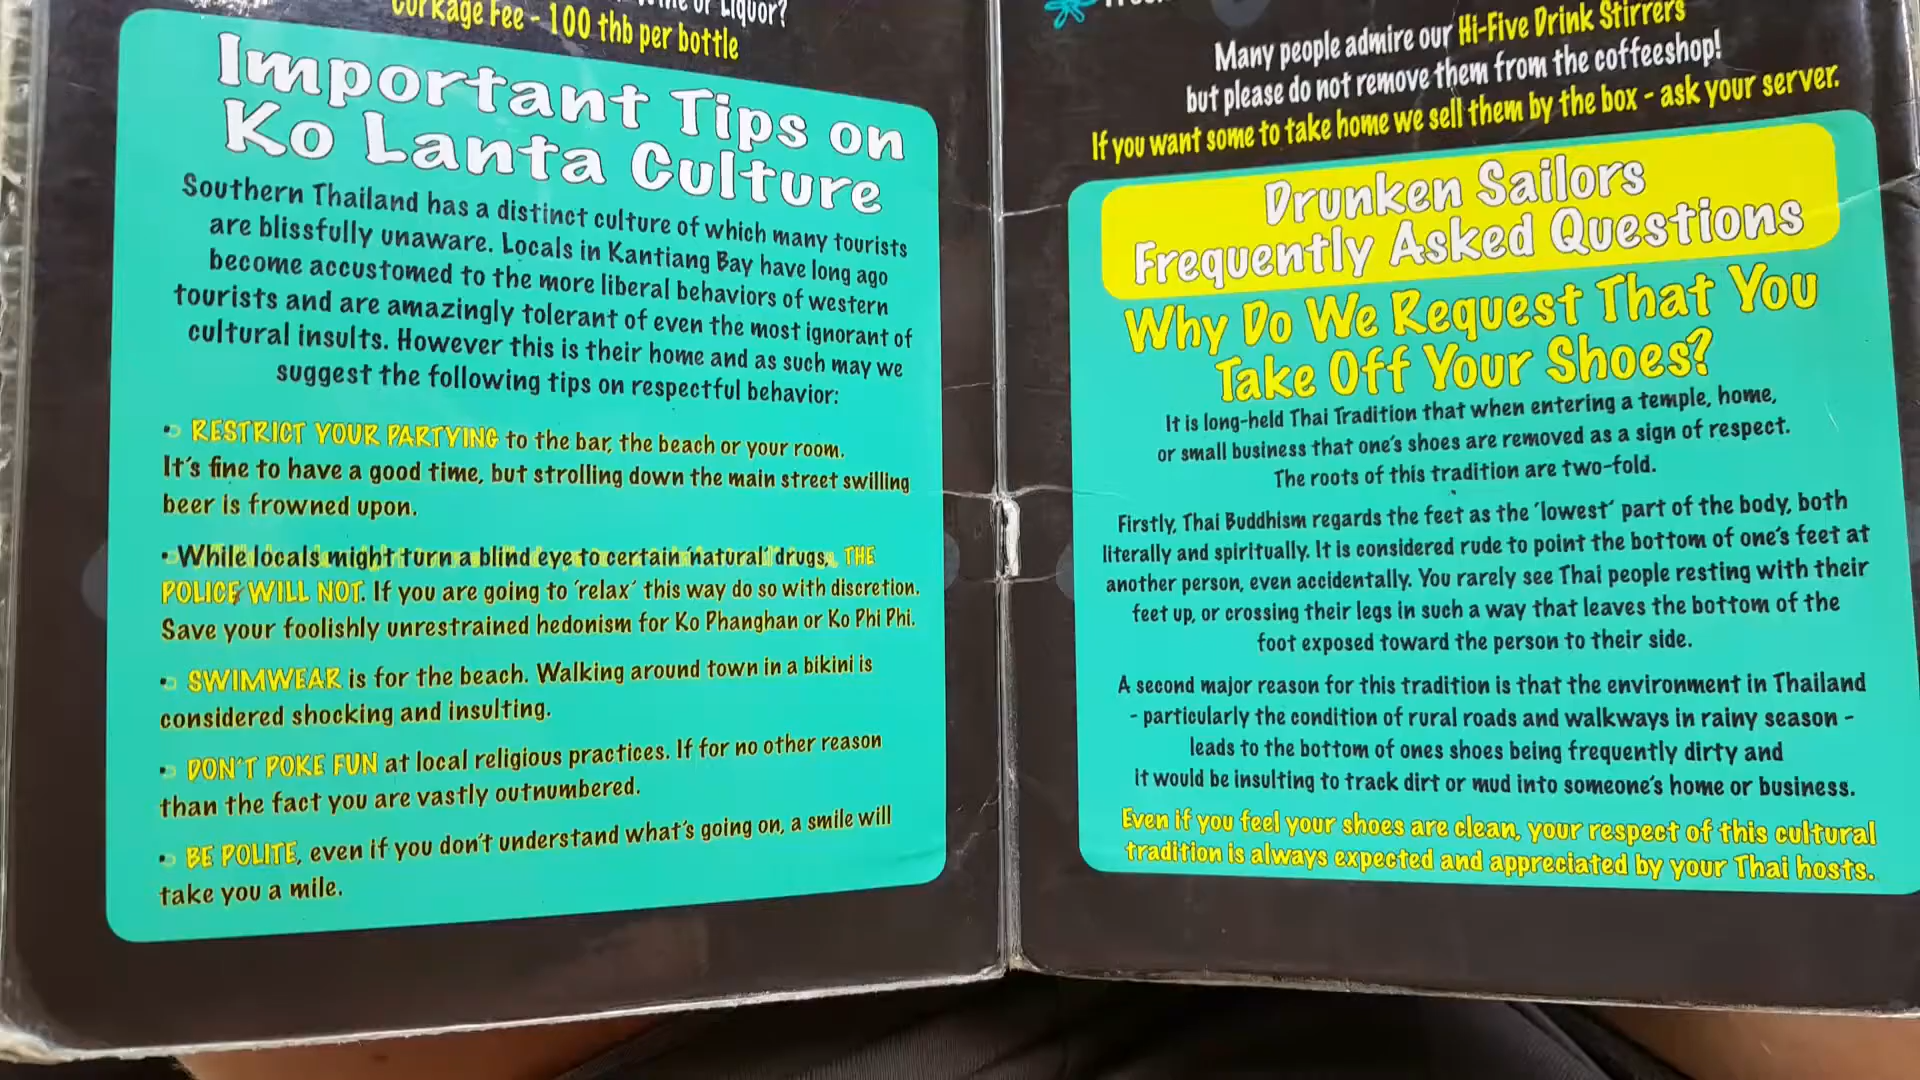 or Liquor?
Corkage Fee - 100 thb per bottle
Important Tips on
Ko Lanta Culture
Southern Thailand has a distinct culture of which many tourists
are blissfully unaware. Locals in Kantiang Bay have long ago
become accustomed to the more liberal behaviors of western
tourists and are amazingly tolerant of even the most ignorant of
cultural insults. However this is their home and as such may we
suggest the following tips on respectful behavior:
• RESTRICT YOUR PARTYING to the bar, the beach or your room.
It's fine to have a good time, but strolling down the main street swilling
beer is frowned upon.
• While locals might turn a blind eye to certain 'natural' drugs, THE
POLICE WILL NOT. If you are going to 'relax' this way do so with discretion.
Save your foolishly unrestrained hedonism for Ko Phanghan or Ko Phi Phi.
• SWIMWEAR is for the beach. Walking around town in a bikini is
considered shocking and insulting.
• DON'T POKE FUN at local religious practices. If for no other reason
than the fact you are vastly outnumbered.
• BE POLITE, even if you don't understand what's going on, a smile will
take you a mile.
Many people admire our Hi-Five Drink Stirrers
but please do not remove them from the coffeeshop!
If you want some to take home we sell them by the box - ask your server.
Drunken Sailors
Frequently Asked Questions
Why Do We Request That You
Take Off Your Shoes?
It is long-held Thai Tradition that when entering a temple, home,
or small business that one's shoes are removed as a sign of respect.
The roots of this tradition are two-fold.
Firstly, Thai Buddhism regards the feet as the 'lowest' part of the body, both
literally and spiritually. It is considered rude to point the bottom of one's feet at
another person, even accidentally. You rarely see Thai people resting with their
feet up, or crossing their legs in such a way that leaves the bottom of the
foot exposed toward the person to their side.
A second major reason for this tradition is that the environment in Thailand
- particularly the condition of rural roads and walkways in rainy season -
leads to the bottom of ones shoes being frequently dirty and
it would be insulting to track dirt or mud into someone's home or business.
Even if you feel your shoes are clean, your respect of this cultural
tradition is always expected and appreciated by your Thai hosts.